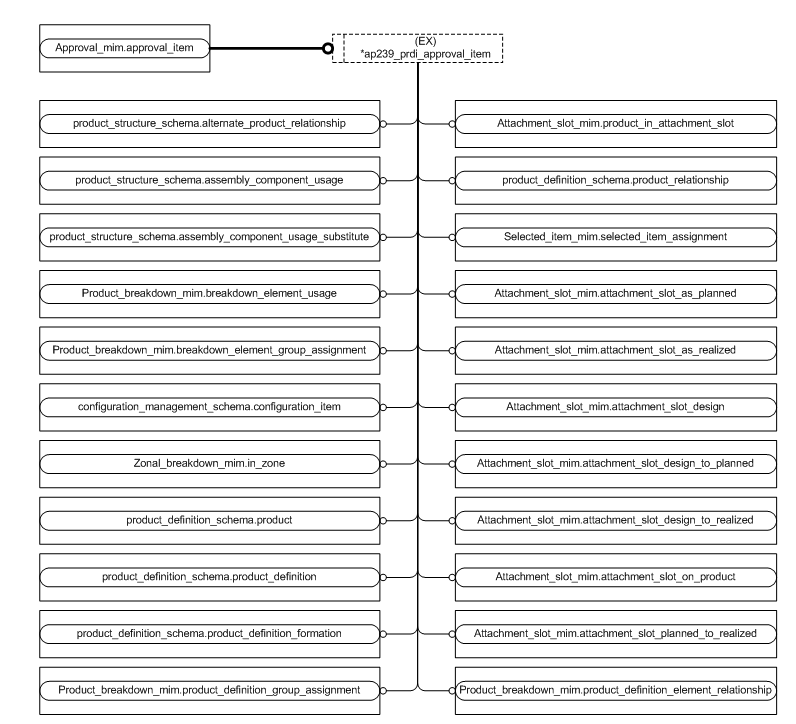 Approval_mim.approval_item
(EX)
*ap239_prdi_approval_item
product_structure_schema.alternate_product_relationship
Attachment_slot_mim.product_in_attachment_slot
product_structure_schema.assembly_component_usage
product_definition_schema.product_relationship
product_structure_schema.assembly_component_usage_substitute
Selected_item_mim.selected_item_assignment
Product_breakdown_mim.breakdown_element_usage
Attachment_slot_mim.attachment_slot_as_planned
Product_breakdown_mim.breakdown_element_group_assignment
Attachment_slot_mim.attachment_slot_as_realized
configuration_management_schema.configuration_item
Attachment_slot_mim.attachment_slot_design
Zonal_breakdown_mim.in_zone
Attachment_slot_mim.attachment_slot_design_to_planned
product_definition_schema.product
Attachment_slot_mim.attachment_slot_design_to_realized
product_definition_schema.product_definition
Attachment_slot_mim.attachment_slot_on_product
product_definition_schema.product_definition_formation
Attachment_slot_mim.attachment_slot_planned_to_realized
Product_breakdown_mim.product_definition_group_assignment
Product_breakdown_mim.product_definition_element_relationship